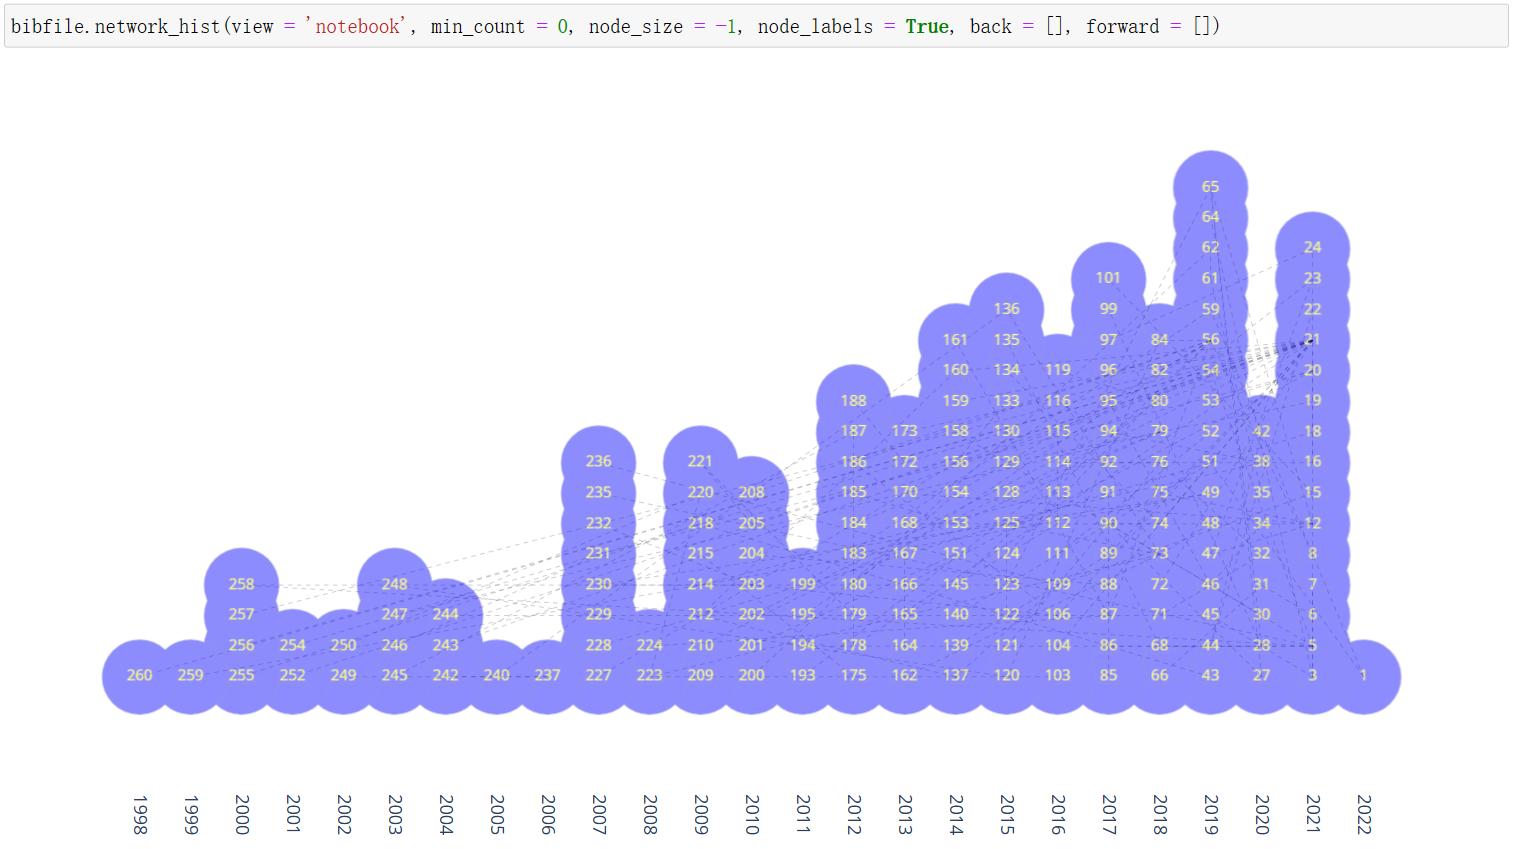 bibfile.network_hist(view = 'notebook', min_count = 0, node_size = -1, node_labels = True, back = [], forward = [])
65
64
62 24
101 61 23
136 99 59 22
161 135 97 84 56 21
160 134 119 96 82 54 20
188 159 133 116 95 80 53 19
187 173 158 130 115 94 79 52 42 18
236 221 186 172 156 129 114 92 76 51 38 16
235 220 208 185 170 154 128 113 91 75 49 35 15
232 218 205 184 168 153 125 112 90 74 48 34 12
231 215 204 183 167 151 124 111 89 73 47 32 8
258 248 230 214 203 199 180 166 145 123 109 88 72 46 31 7
257 247 244 229 212 202 195 179 165 140 122 106 87 71 45 30 6
256 254 250 246 243 228 224 210 201 194 178 164 139 121 104 86 68 44 28 5
260 259 255 252 249 245 242 240 237 227 223 209 200 193 175 162 137 120 103 85 66 43 27 3 1
1998 1999 2000 2001 2002 2003 2004 2005 2006 2007 2008 2009 2010 2011 2012 2013 2014 2015 2016 2017 2018 2019 2020 2021 2022